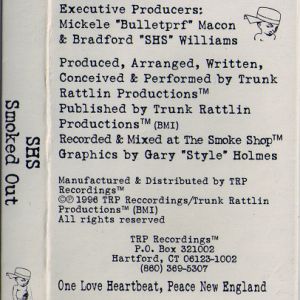 Executive Producers:
Mickele "Bulletprf" Macon
& Bradford "SHS" Williams
Produced, Arranged, Written,
Conceived & Performed by Trunk
Rattlin Productions™
Published by Trunk Rattlin
Productions™ (BMI)
Recorded & Mixed at The Smoke Shop™
Graphics by Gary "Style" Holmes
Manufactured & Distributed by TRP
Recordings™
©℗ 1996 TRP Reccordings/Trunk Rattlin
Productions™ (BMI)
All rights reserved
TRP Recordings™
P.O. Box 321002
Hartford, CT 06123-1002
(860) 369-5307
One Love Heartbeat, Peace New England
SHS
Smoked Out